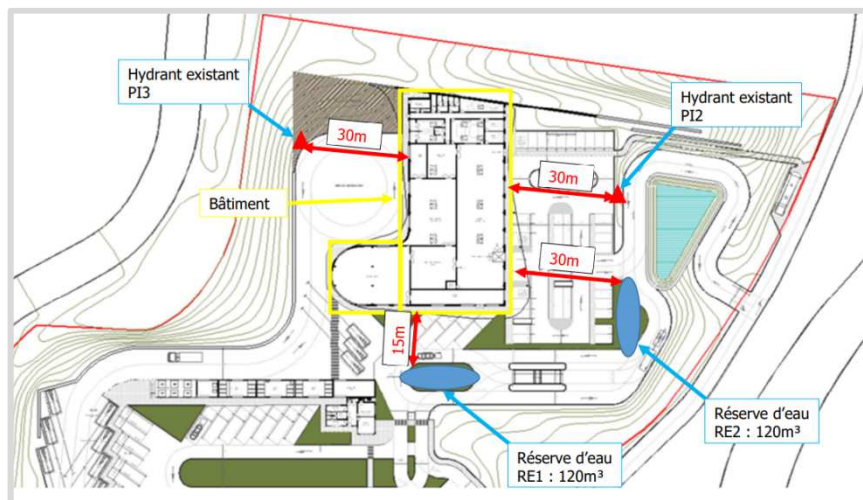 Hydrant existant
PI3
Hydrant existant
PI2
30m
30m
Bâtiment
30m
15m
Réserve d'eau
RE2 : 120m³
Réserve d'eau
RE1 : 120m³